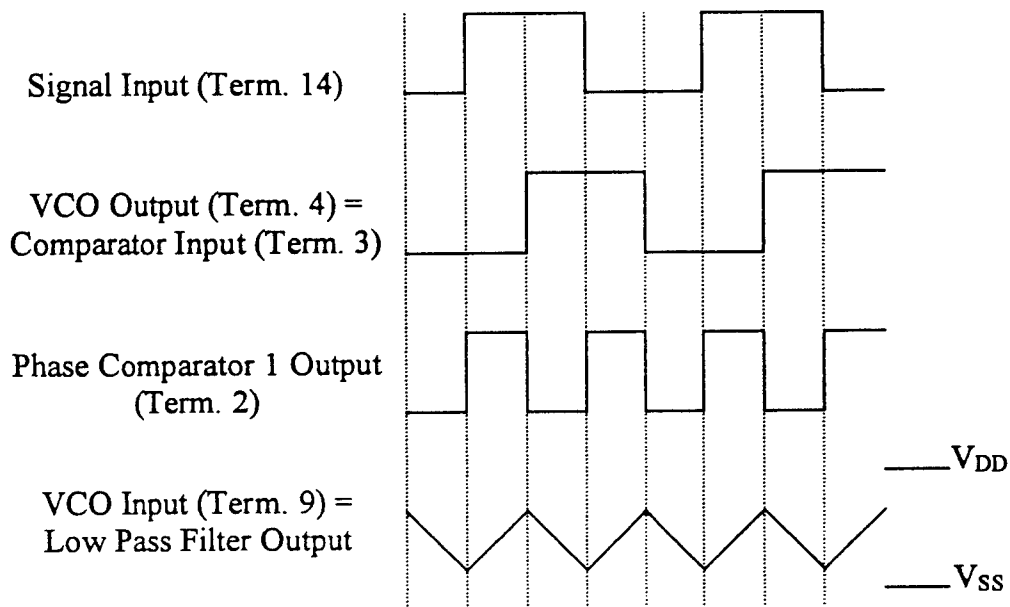 Signal Input (Term. 14)
VCO Output (Term. 4) =
Comparator Input (Term. 3)
Phase Comparator 1 Output
(Term. 2)
VDD
VCO Input (Term. 9) =
Low Pass Filter Output
VSS